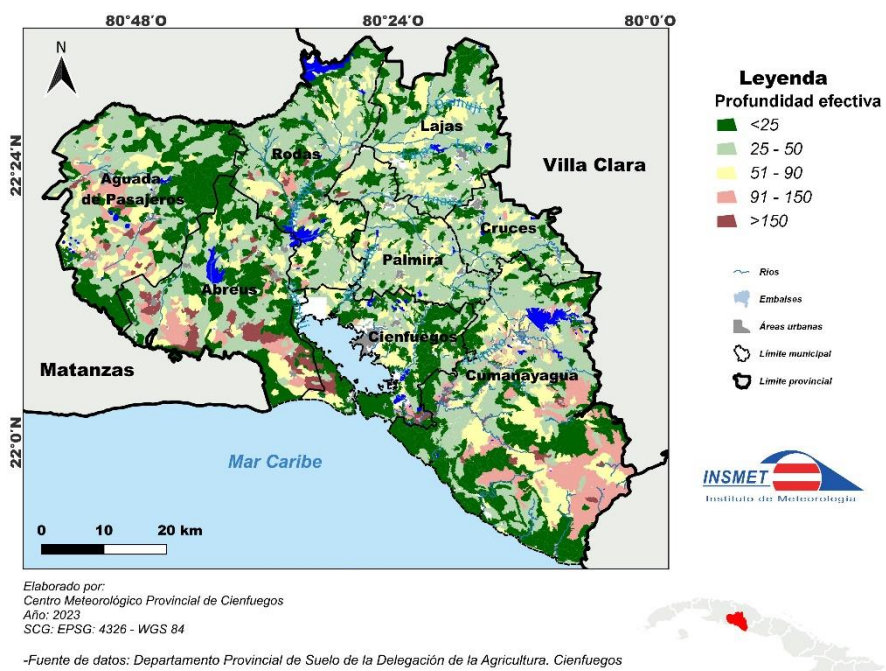 80°48'O
80°24'O
80°0'O
N
22°24'N
22°0'N
Lajas
Rodas
Villa Clara
Aguada
de Pasajeros
Cruces
Palmira
Abreus
Cienfuegos
Cumanayagua
Matanzas
Mar Caribe
0 10 20 km
Leyenda
Profundidad efectiva
<25
25 - 50
51 - 90
91 - 150
>150
Ríos
Embalses
Áreas urbanas
Límite municipal
Límite provincial
INSMET
Instituto de Meteorología
Elaborado por:
Centro Meteorológico Provincial de Cienfuegos
Año: 2023
SCG: EPSG: 4326 - WGS 84
-Fuente de datos: Departamento Provincial de Suelo de la Delegación de la Agricultura. Cienfuegos